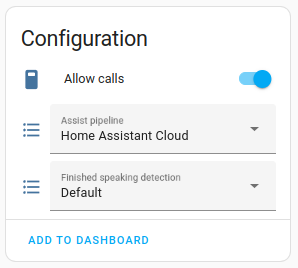 Configuration
Allow calls
Assist pipeline
Home Assistant Cloud
Finished speaking detection
Default
ADD TO DASHBOARD